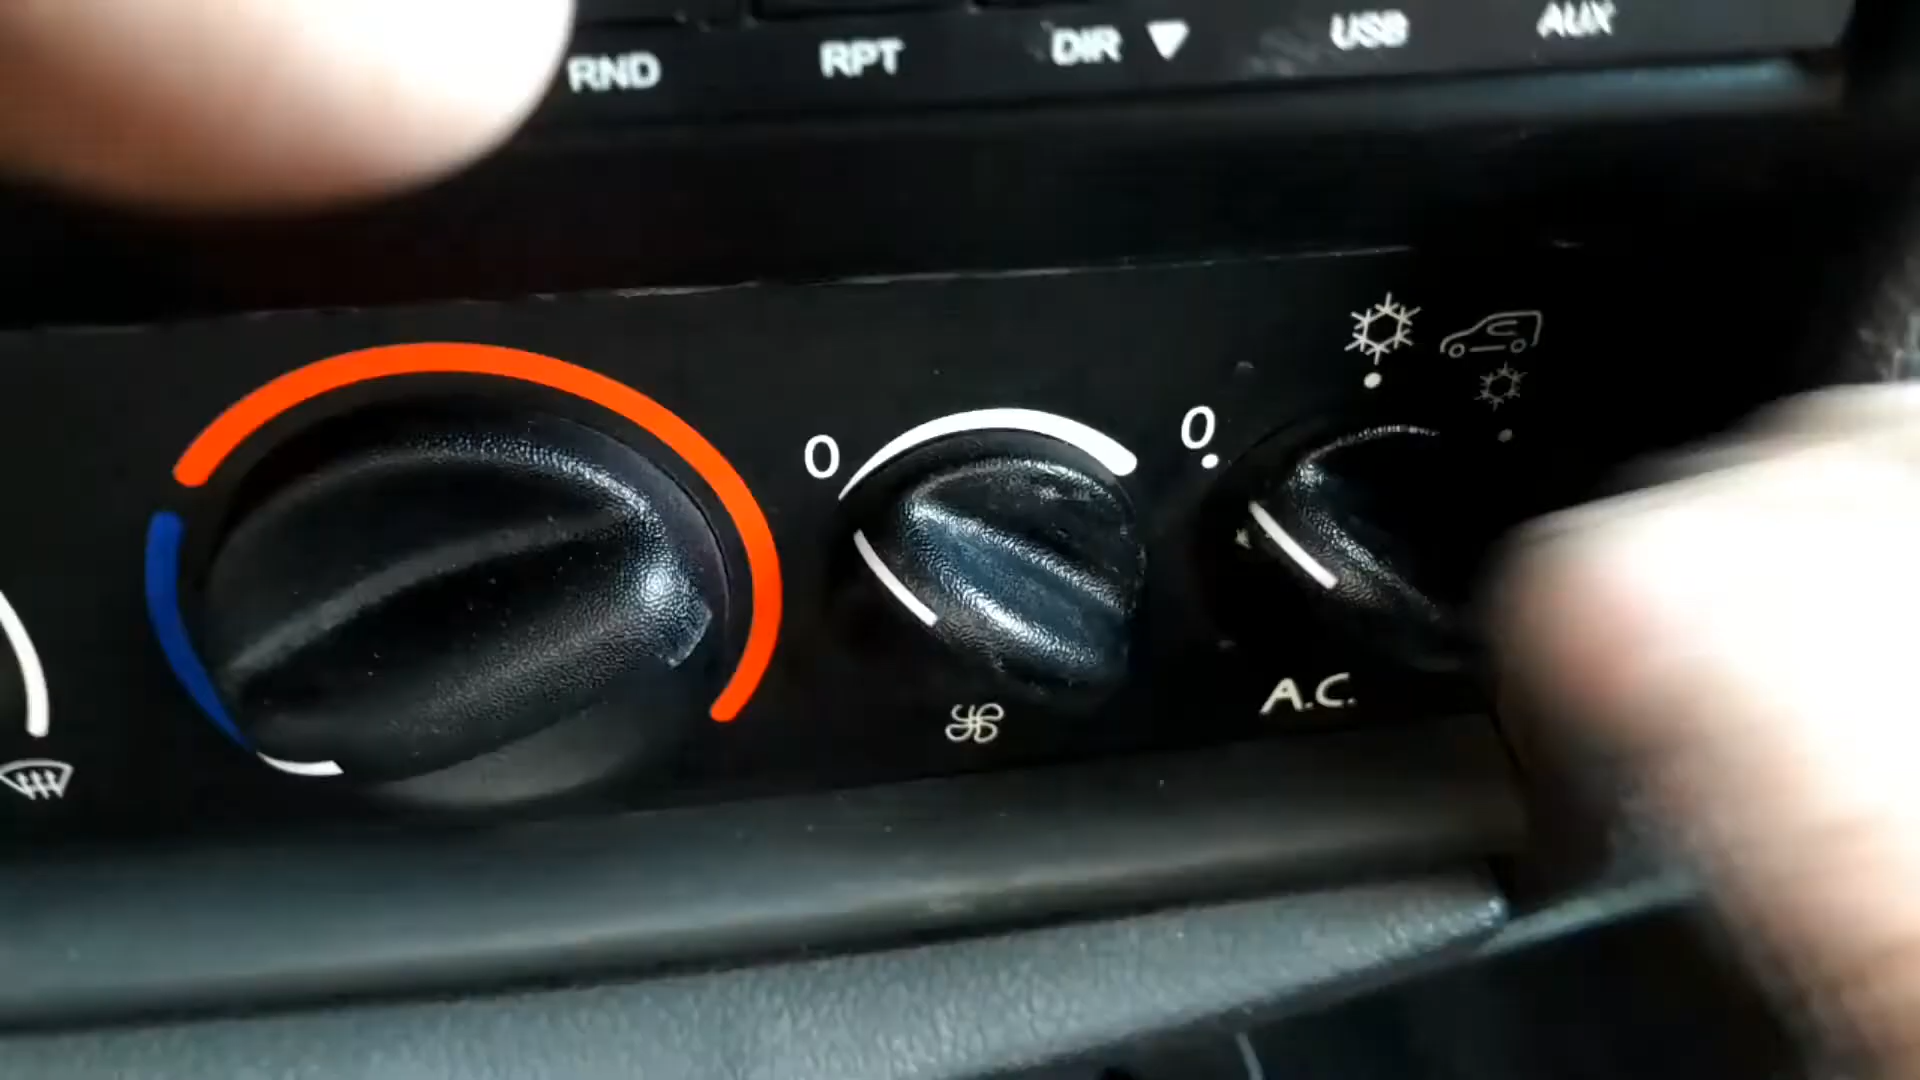 RND RPT DIR ▼ USB AUX
0 0
A.C.